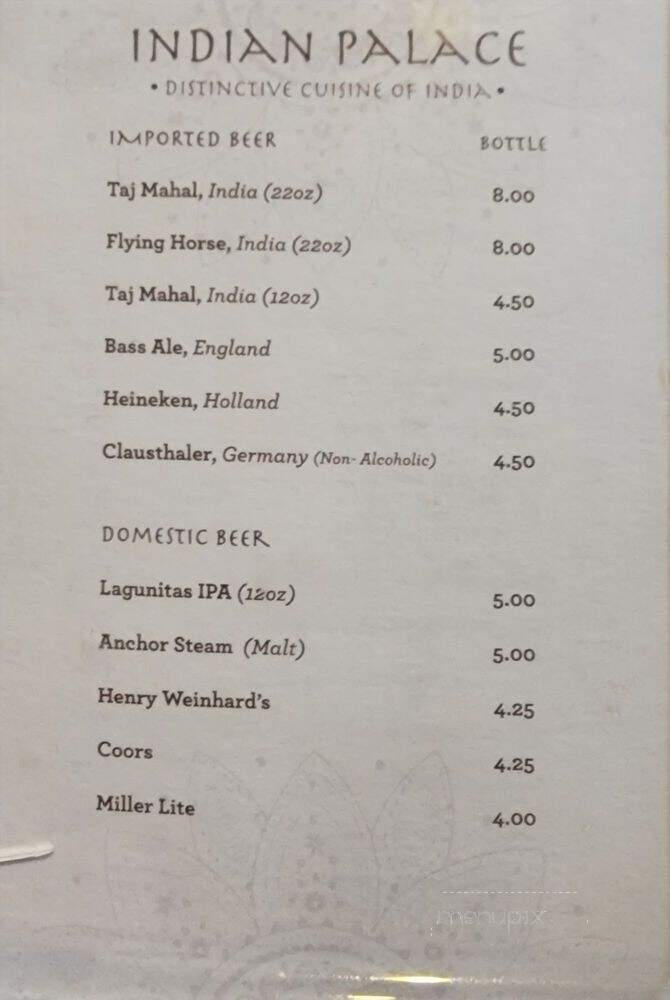 INDIAN PALACE
• DISTINCTIVE CUISINE OF INDIA •
IMPORTED BEER BOTTLE
Taj Mahal, India (22oz) 8.00
Flying Horse, India (22oz) 8.00
Taj Mahal, India (12oz) 4.50
Bass Ale, England 5.00
Heineken, Holland 4.50
Clausthaler, Germany (Non-Alcoholic) 4.50
DOMESTIC BEER
Lagunitas IPA (12oz) 5.00
Anchor Steam (Malt) 5.00
Henry Weinhard's 4.25
Coors 4.25
Miller Lite 4.00
menupix